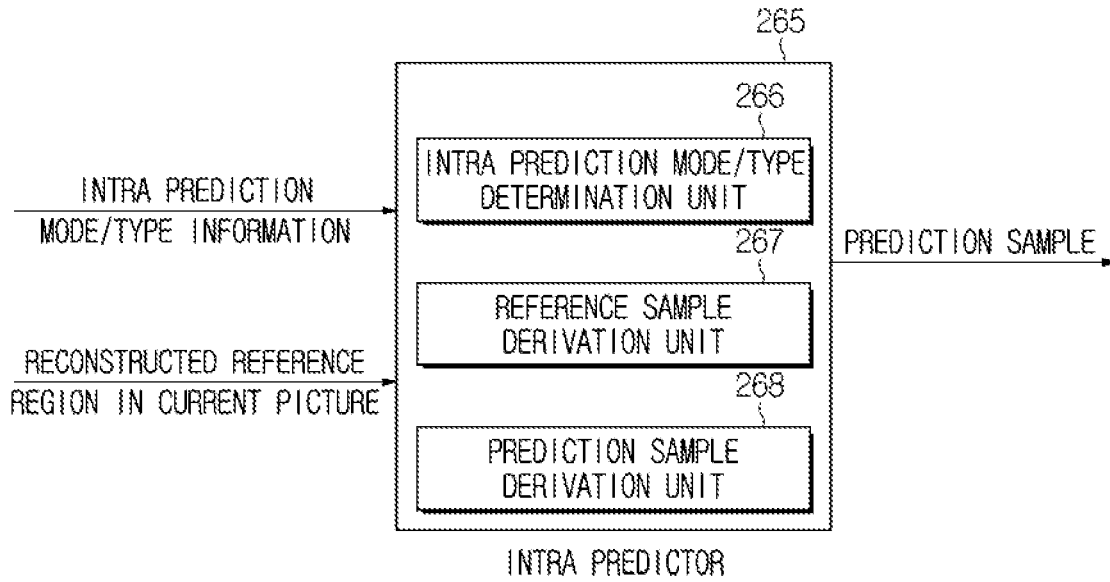 265
266
INTRA PREDICTION MODE/TYPE
DETERMINATION UNIT
INTRA PREDICTION
MODE/TYPE INFORMATION
267
PREDICTION SAMPLE
REFERENCE SAMPLE
DERIVATION UNIT
RECONSTRUCTED REFERENCE
REGION IN CURRENT PICTURE
268
PREDICTION SAMPLE
DERIVATION UNIT
INTRA PREDICTOR